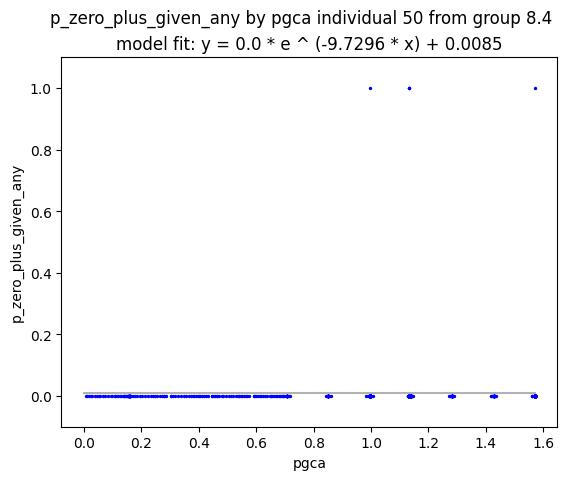 p_zero_plus_given_any by pgca individual 50 from group 8.4
model fit: y = 0.0 * e ^ (-9.7296 * x) + 0.0085
1.0
0.8
0.6
0.4
0.2
0.0
p_zero_plus_given_any
0.0 0.2 0.4 0.6 0.8 1.0 1.2 1.4 1.6
pgca